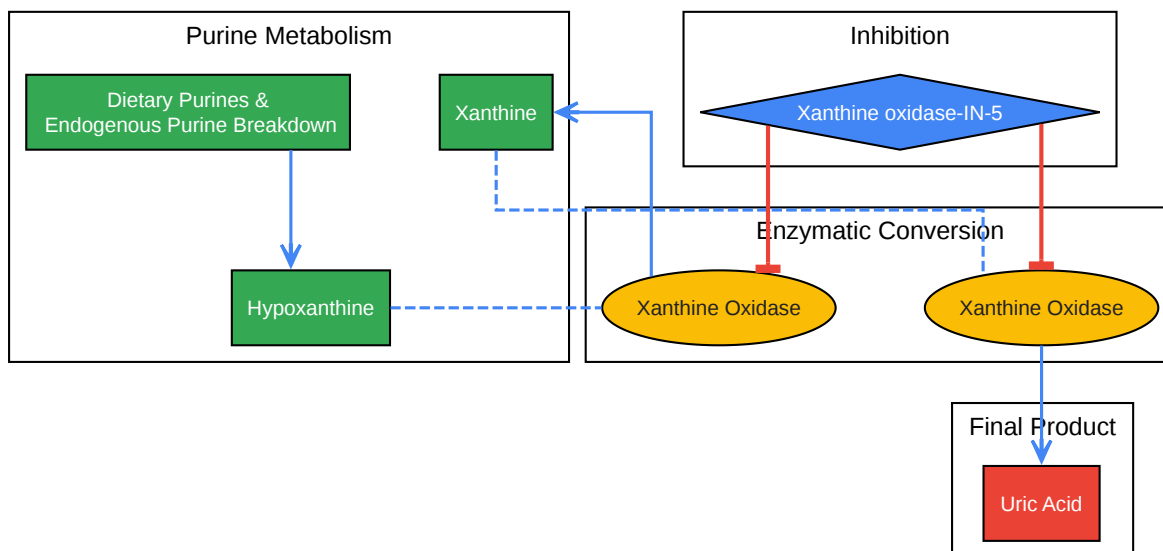 Purine Metabolism
Inhibition
Dietary Purines &
Endogenous Purine Breakdown
Xanthine
Xanthine oxidase-IN-5
Enzymatic Conversion
Hypoxanthine
Xanthine Oxidase
Xanthine Oxidase
Final Product
Uric Acid